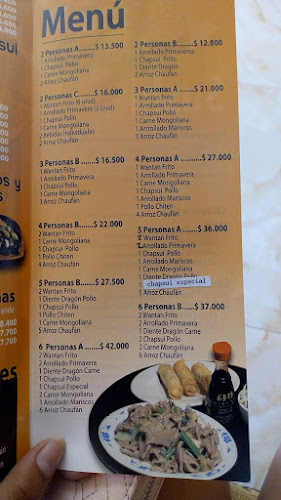 Menú
2 Personas A.......$ 13.500
1 Arrollado Primavera
1 Chapsui Pollo
1 Carne Mongoliana
2 Arroz Chaufán
2 Personas C........$ 16.000
1 Wantan Frito (6 unid)
1 Arrollado Primavera (2 Unid)
1 Chapsui Pollo
1 Carne Mongoliana
2 Bebidas Individuales
2 Arroz Chaufán
3 Personas B........$ 16.500
1 Wantan Frito
1 Arrollado Primavera
1 Chapsui Pollo
1 Carne Mongoliana
3 Arroz Chaufán
4 Personas B.......$ 22.000
1 Wantan Frito
2 Carne Mongoliana
1 Chapsui Pollo
1 Pollo Chiten
4 Arroz Chaufán
5 Personas B........$ 27.500
2 Wantan Frito
1 Diente Dragón Pollo
1 Chapsui Pollo
1 Pollo Chiten
2 Carne Mongoliana
5 Arroz Chaufán
6 Personas A.......$ 42.000
2 Wantan Frito
2 Arrollado Primavera
1 Diente Dragón Carne
1 Chapsui Pollo
1 Chapsui Especial
2 Carne Mongoliana
1 Arrollado Mariscos
6 Arroz Chaufán
2 Personas B........$ 12.800
1 Arrollado Primavera
1 Chapsui Pollo
1 Diente Dragón
2 Arroz Chaufán
3 Personas A........$ 21.000
1 Wantan Frito
1 Arrollado Primavera
1 Chapsui Pollo
1 Carne Mongoliana
1 Arrollado Mariscos
3 Arroz Chaufán
4 Personas A..........$ 27.000
1 Wantan Frito
1 Arrollado Primavera
1 Carne Mongoliana
1 Chapsui Pollo
1 Arrollado Mariscos
1 Pollo Chiten
4 Arroz Chaufán
5 Personas A..........$ 36.000
Wantan Frito
Arrollado Primavera
1 Chapsui Pollo
1 Arrollado Mariscos
1 Carne Mongoliana
1 Diente Dragón Pollo
chapsui especial
5 Arroz Chaufán
6 Personas B.........$ 37.000
2 Wantan Frito
1 Arrollado Primavera
1 Diente Dragón Carne
2 Chapsui Pollo
2 Carne Mongoliana
6 Arroz Chaufán